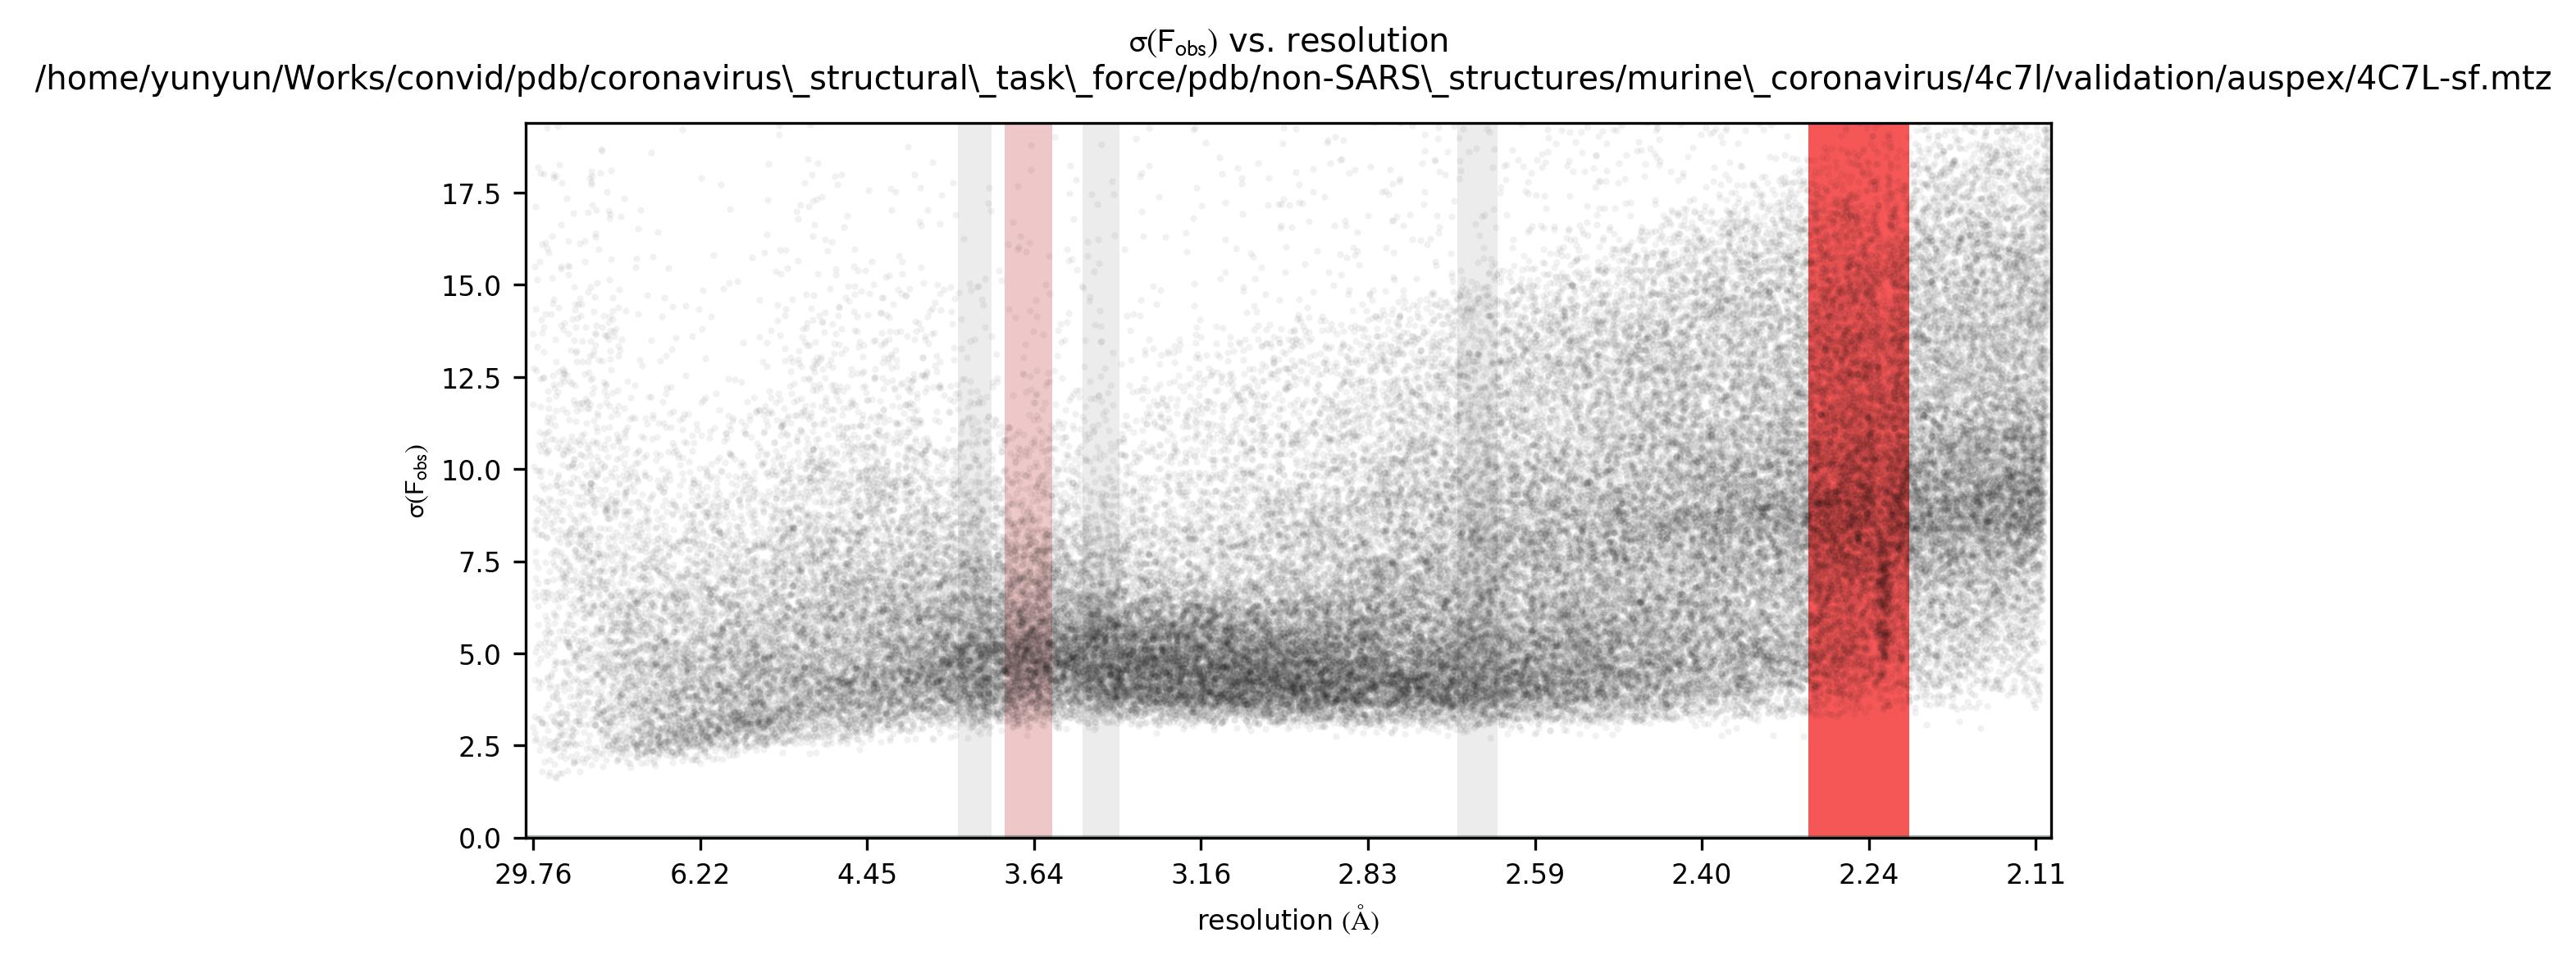 σ(Fobs) vs. resolution
/home/yunyun/Works/convid/pdb/coronavirus\_structural\_task\_force/pdb/non-SARS\_structures/murine\_coronavirus/4c7l/validation/auspex/4C7L-sf.mtz
17.5
15.0
12.5
10.0
7.5
5.0
2.5
0.0
σ(Fobs)
29.76 6.22 4.45 3.64 3.16 2.83 2.59 2.40 2.24 2.11
resolution (Å)